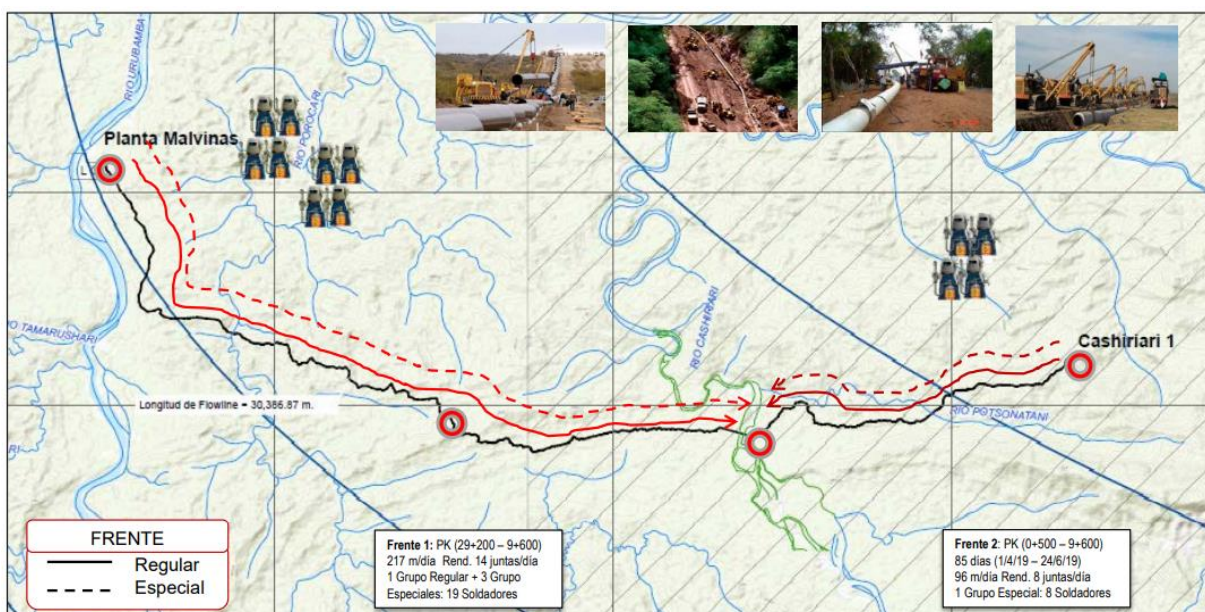 RIO URUBAMBA
Planta Malvinas
RIO POROCARI
RIO CASHIRIARI
Cashiriari 1
RIO TAMARUSHARI
Longitud de Flowline = 30,386.87 m.
RIO POTSONATANI
FRENTE
Regular
Especial
Frente 1: PK (29+200 – 9+600)
217 m/día Rend. 14 juntas/día
1 Grupo Regular + 3 Grupo
Especiales: 19 Soldadores
Frente 2: PK (0+500 – 9+600)
85 días (1/4/19 – 24/6/19)
96 m/día Rend. 8 juntas/día
1 Grupo Especial: 8 Soldadores